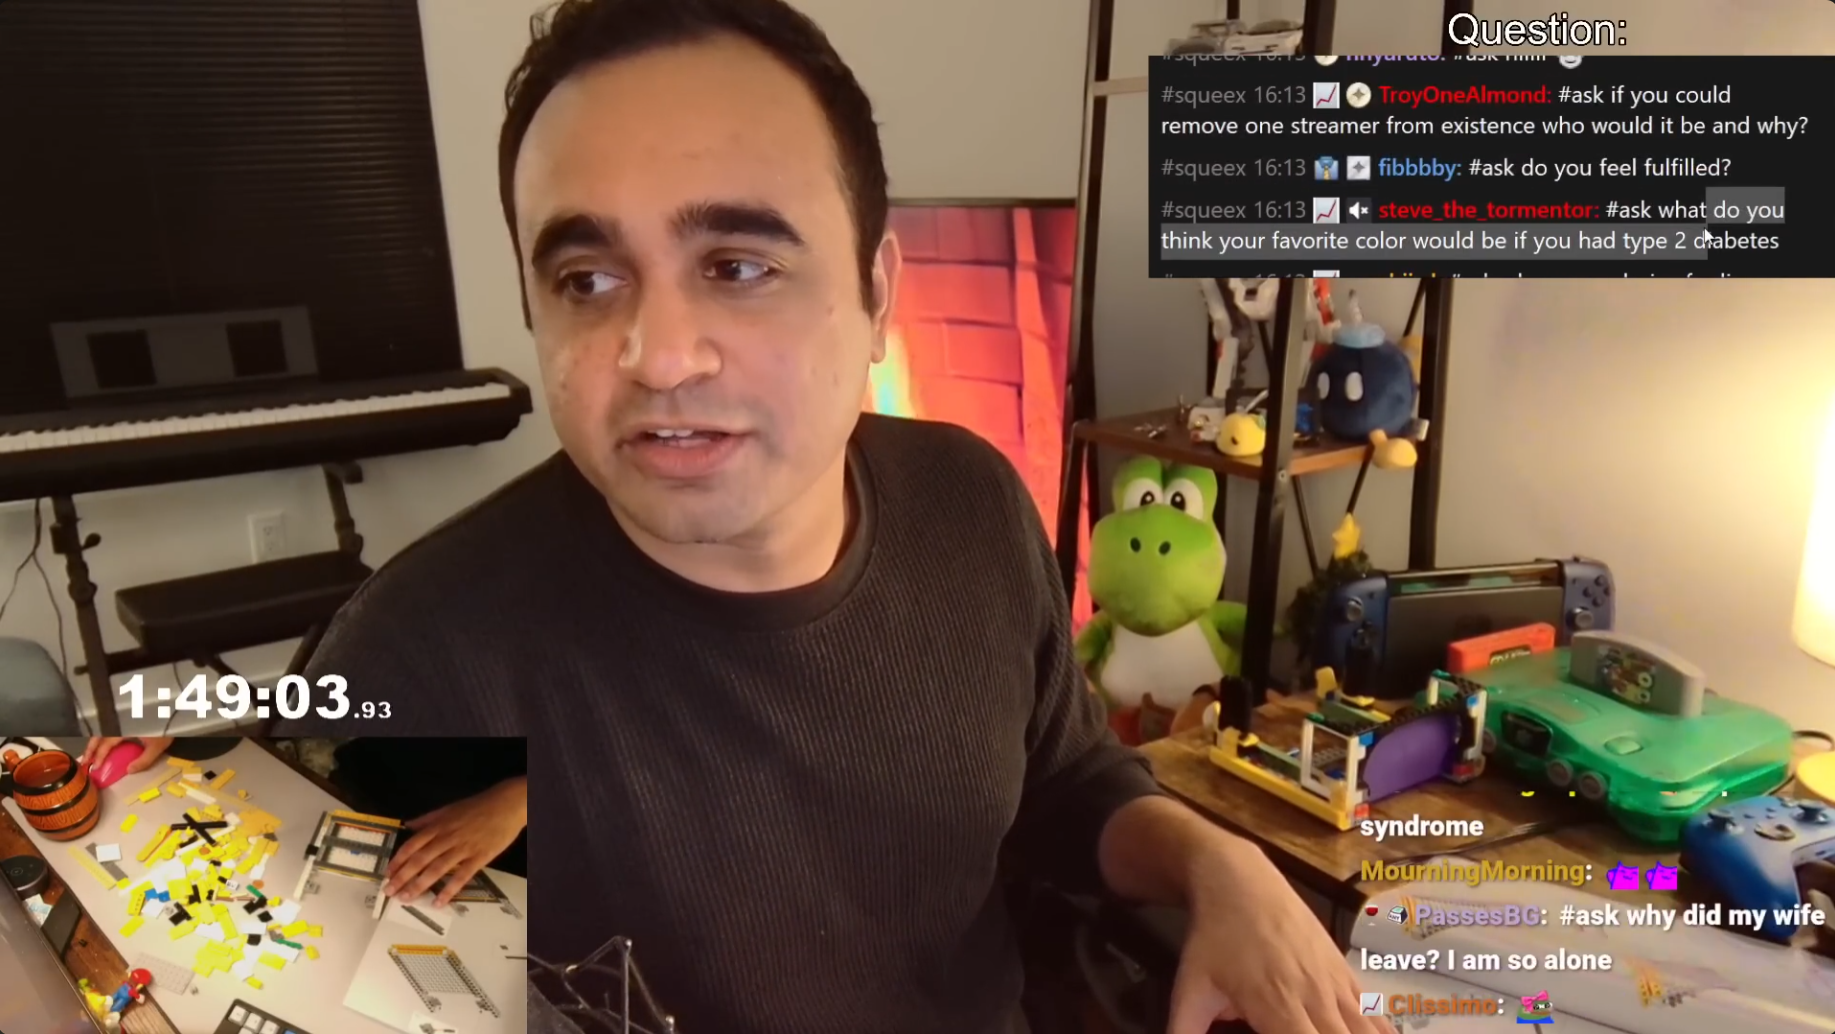 Question:
#squeex 16:13 TroyOneAlmond: #ask if you could
remove one streamer from existence who would it be and why?
#squeex 16:13 fibbbby: #ask do you feel fulfilled?
#squeex 16:13 steve_the_tormentor: #ask what do you
think your favorite color would be if you had type 2 diabetes
1:49:03.93
syndrome
MourningMorning:
PassesBG: #ask why did my wife
leave? I am so alone
Clissimo: